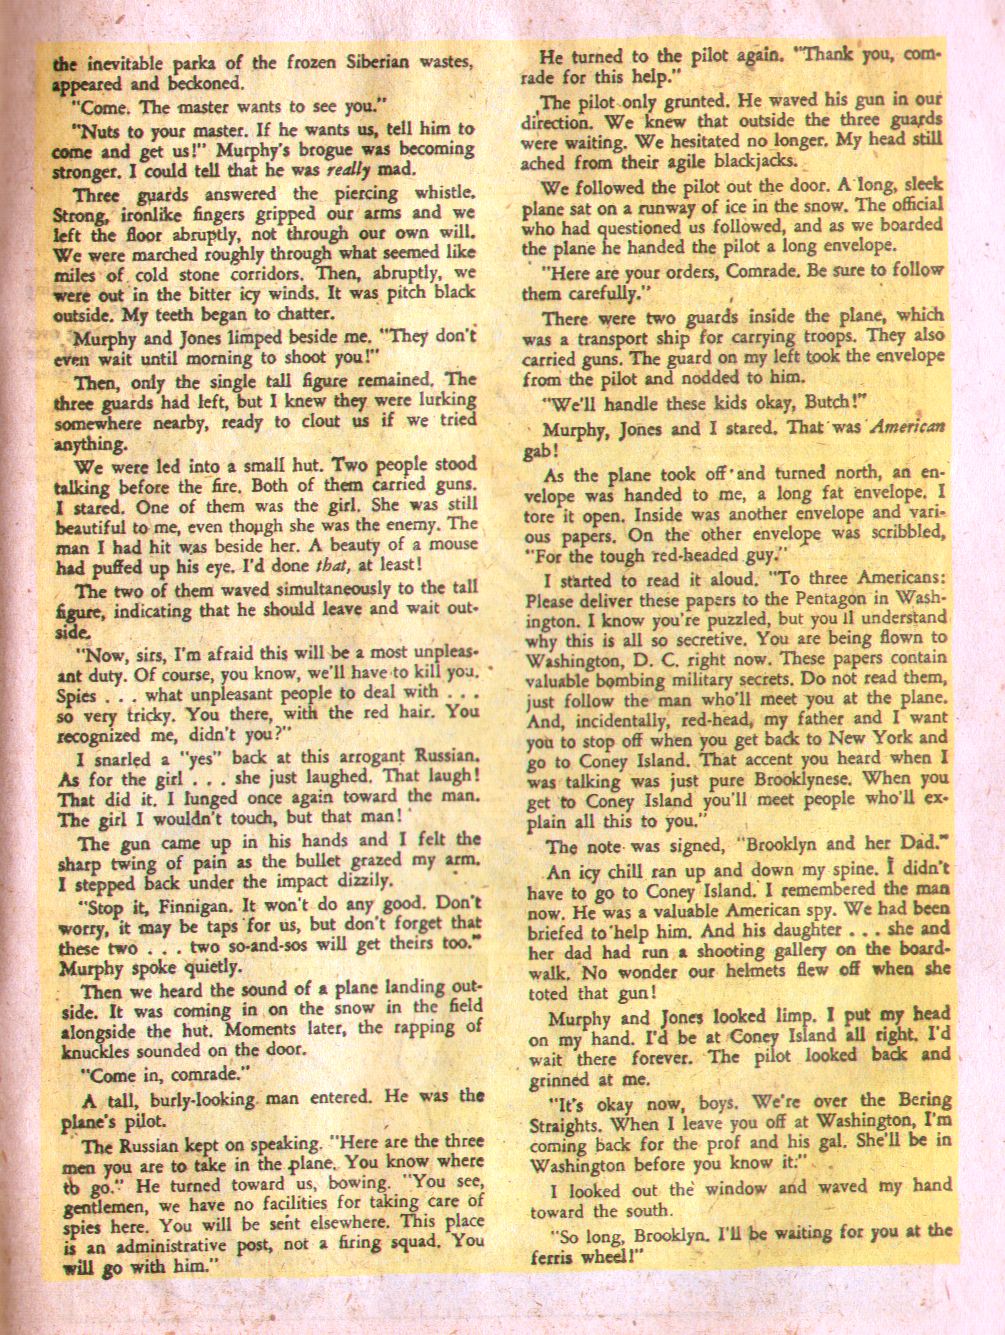 the inevitable parka of the frozen Siberian wastes,
appeared and beckoned.
"Come. The master wants to see you."
"Nuts to your master. If he wants us, tell him to
come and get us!" Murphy's brogue was becoming
stronger. I could tell that he was really mad.
Three guards answered the piercing whistle.
Strong, ironlike fingers gripped our arms and we
left the floor abruptly, not through our own will.
We were marched roughly through what seemed like
miles of cold stone corridors. Then, abruptly, we
were out in the bitter icy winds. It was pitch black
outside. My teeth began to chatter.
Murphy and Jones limped beside me. "They don't
even wait until morning to shoot you!"
Then, only the single tall figure remained. The
three guards had left, but I knew they were lurking
somewhere nearby, ready to clout us if we tried
anything.
We were led into a small hut. Two people stood
talking before the fire. Both of them carried guns.
I stared. One of them was the girl. She was still
beautiful to me, even though she was the enemy. The
man I had hit was beside her. A beauty of a mouse
had puffed up his eye. I'd done that, at least!
The two of them waved simultaneously to the tall
figure, indicating that he should leave and wait out-
side.
"Now, sirs, I'm afraid this will be a most unpleas-
ant duty. Of course, you know, we'll have to kill you.
Spies . . . what unpleasant people to deal with . . .
so very tricky. You there, with the red hair. You
recognized me, didn't you?"
I snarled a "yes" back at this arrogant Russian.
As for the girl . . . she just laughed. That laugh!
That did it. I lunged once again toward the man.
The girl I wouldn't touch, but that man!
The gun came up in his hands and I felt the
sharp twing of pain as the bullet grazed my arm.
I stepped back under the impact dizzily.
"Stop it, Finnigan. It won't do any good. Don't
worry, it may be taps for us, but don't forget that
these two . . . two so-and-sos will get theirs too."
Murphy spoke quietly.
Then we heard the sound of a plane landing out-
side. It was coming in on the snow in the field
alongside the hut. Moments later, the rapping of
knuckles sounded on the door.
"Come in, comrade."
A tall, burly-looking man entered. He was the
plane's pilot.
The Russian kept on speaking. "Here are the three
men you are to take in the plane. You know where
to go." He turned toward us, bowing. "You see,
gentlemen, we have no facilities for taking care of
spies here. You will be sent elsewhere. This place
is an administrative post, not a firing squad. You
will go with him."
He turned to the pilot again. "Thank you, com-
rade for this help."
The pilot only grunted. He waved his gun in our
direction. We knew that outside the three guards
were waiting. We hesitated no longer. My head still
ached from their agile blackjacks.
We followed the pilot out the door. A long, sleek
plane sat on a runway of ice in the snow. The official
who had questioned us followed, and as we boarded
the plane he handed the pilot a long envelope.
"Here are your orders, Comrade. Be sure to follow
them carefully."
There were two guards inside the plane, which
was a transport ship for carrying troops. They also
carried guns. The guard on my left took the envelope
from the pilot and nodded to him.
"We'll handle these kids okay, Butch!"
Murphy, Jones and I stared. That was American
gab!
As the plane took off and turned north, an en-
velope was handed to me, a long fat envelope. I
tore it open. Inside was another envelope and vari-
ous papers. On the other envelope was scribbled,
"For the tough red-headed guy."
I started to read it aloud. "To three Americans:
Please deliver these papers to the Pentagon in Wash-
ington. I know you're puzzled, but you'll understand
why this is all so secretive. You are being flown to
Washington, D. C. right now. These papers contain
valuable bombing military secrets. Do not read them,
just follow the man who'll meet you at the plane.
And, incidentally, red-head, my father and I want
you to stop off when you get back to New York and
go to Coney Island. That accent you heard when I
was talking was just pure Brooklynese. When you
get to Coney Island you'll meet people who'll ex-
plain all this to you."
The note was signed, "Brooklyn and her Dad."
An icy chill ran up and down my spine. I didn't
have to go to Coney Island. I remembered the man
now. He was a valuable American spy. We had been
briefed to help him. And his daughter . . . she and
her dad had run a shooting gallery on the board-
walk. No wonder our helmets flew off when she
toted that gun!
Murphy and Jones looked limp. I put my head
on my hand. I'd be at Coney Island all right. I'd
wait there forever. The pilot looked back and
grinned at me.
"It's okay now, boys. We're over the Bering
Straights. When I leave you off at Washington, I'm
coming back for the prof and his gal. She'll be in
Washington before you know it."
I looked out the window and waved my hand
toward the south.
"So long, Brooklyn. I'll be waiting for you at the
ferris wheel!"